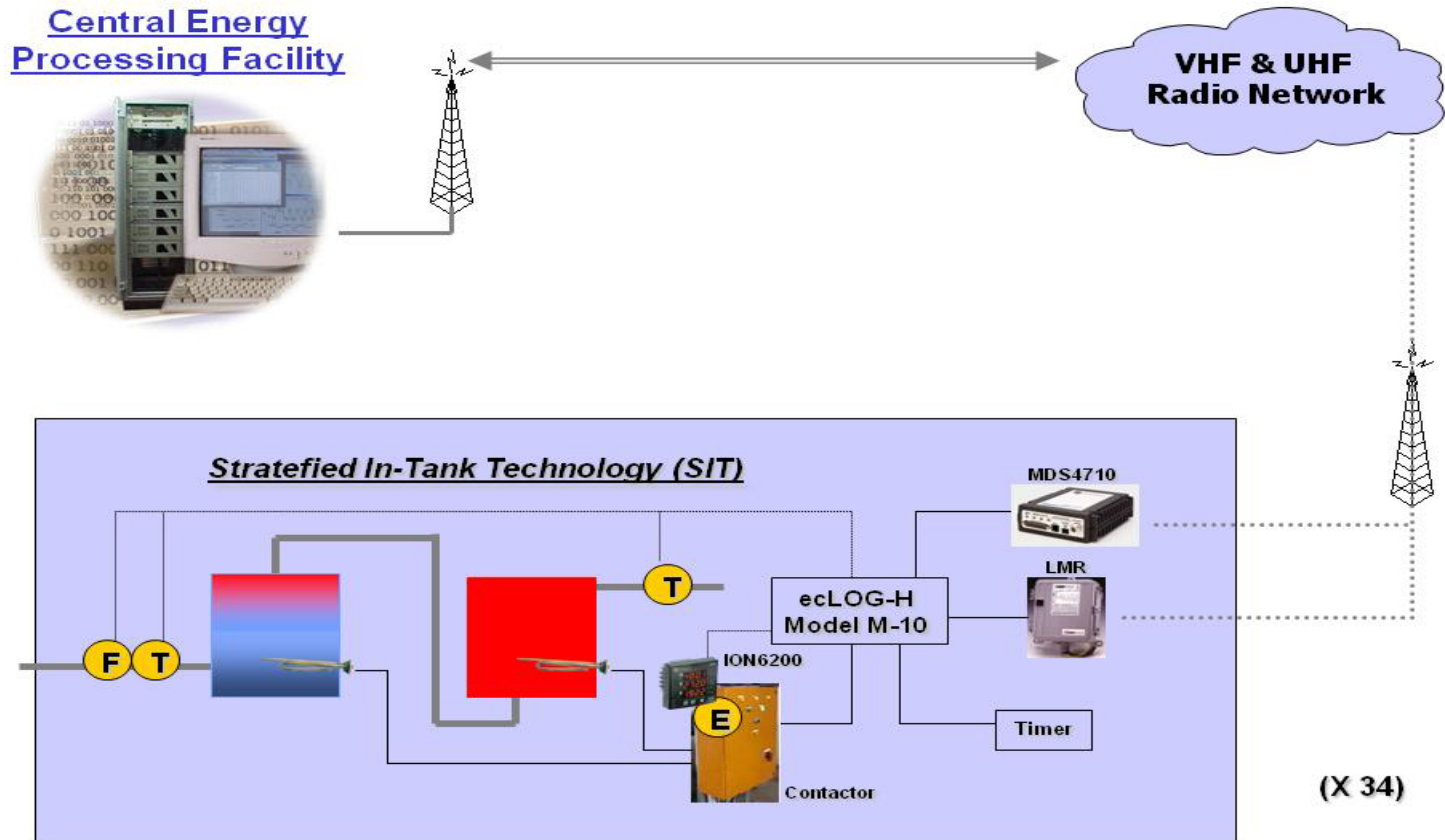 Central Energy
Processing Facility
VHF & UHF
Radio Network
Stratefied In-Tank Technology (SIT)
MDS4710
LMR
F
T
T
ecLOG-H
Model M-10
ION6200
E
Timer
Contactor
(X 34)